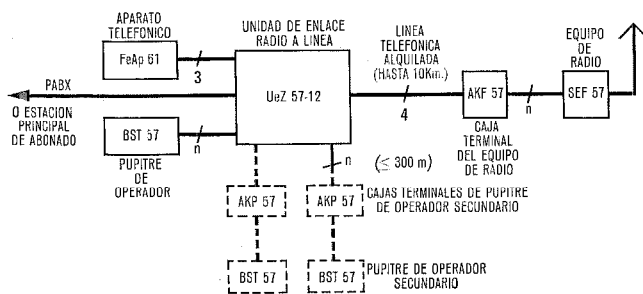 APARATO
TELEFONICO
FeAp 61
3
PABX
O ESTACION
PRINCIPAL
DE ABONADO
BST 57
n
PUPITRE
DE
OPERADOR
UNIDAD DE ENLACE
RADIO A LINEA
UeZ 57-12
LINEA
TELEFONICA
ALQUILADA
(HASTA 10Km.)
4
AKF 57
CAJA
TERMINAL
DEL EQUIPO
DE RADIO
n
EQUIPO
DE
RADIO
SEF 57
n
(≤ 300 m)
AKP 57
AKP 57
CAJAS TERMINALES DE PUPITRE
DE OPERADOR SECUNDARIO
BST 57
BST 57
PUPITRE DE OPERADOR
SECUNDARIO